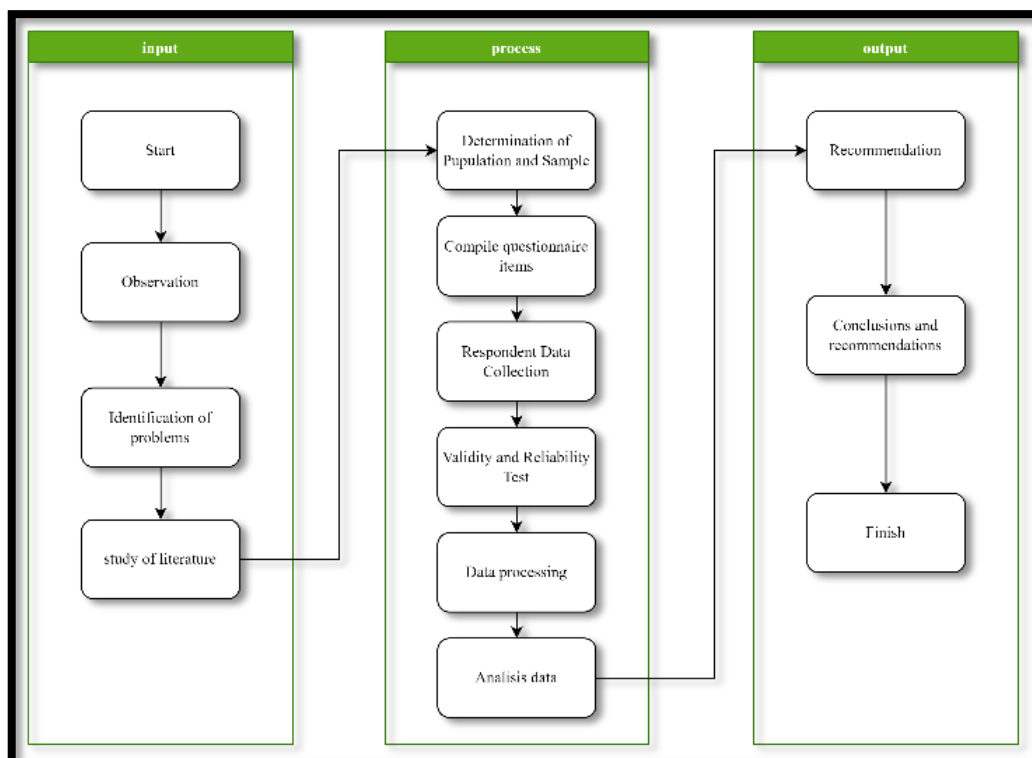 input
Start
Observation
Identification of
problems
study of literature
process
Determination of
Pupulation and Sample
Compile questionnaire
items
Respondent Data
Collection
Validity and Reliability
Test
Data processing
Analisis data
output
Recommendation
Conclusions and
recommendations
Finish